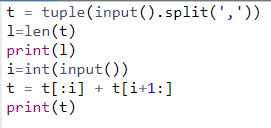 t = tuple(input().split(','))
l=len(t)
print(l)
i=int(input())
t = t[:i] + t[i+1:]
print(t)